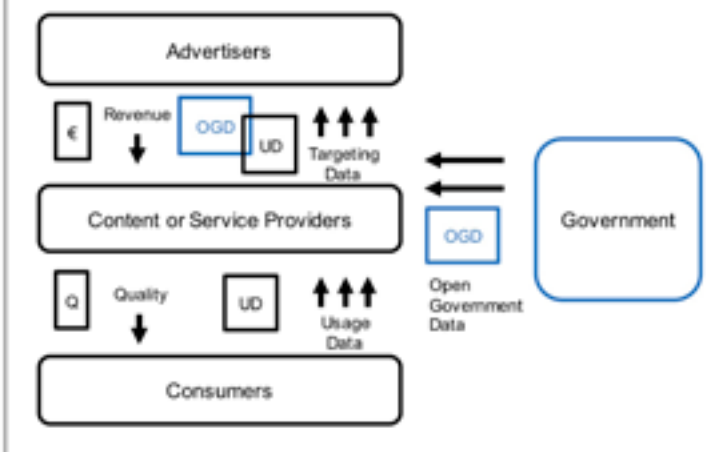 Advertisers
€
Revenue
OGD
UD
Targeting
Data
Content or Service Providers
OGD
Government
Open
Government
Data
Q
Quality
UD
Usage
Data
Consumers